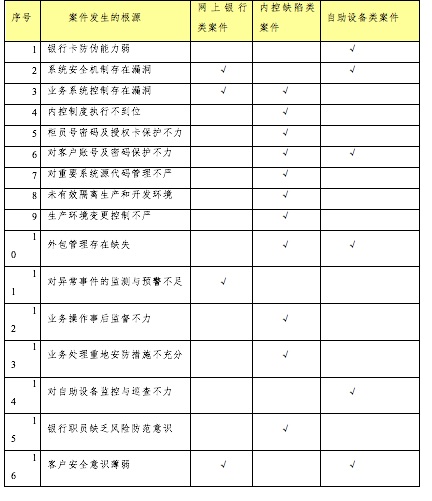 序号 案件发生的根源 网上银行类案件 内控缺陷类案件 自助设备类案件
1 银行卡防伪能力弱 √
2 系统安全机制存在漏洞 √ √
3 业务系统控制存在漏洞 √ √
4 内控制度执行不到位 √
5 柜员号密码及授权卡保护不力 √
6 对客户账号及密码保护不力 √ √
7 对重要系统源代码管理不严 √
8 未有效隔离生产和开发环境 √
9 生产环境变更控制不严 √
10 外包管理存在缺失 √ √
11 对异常事件的监测与预警不足 √
12 业务操作事后监督不力 √
13 业务处理重地安防措施不充分 √
14 对自助设备监控与巡查不力 √
15 银行职员缺乏风险防范意识 √
16 客户安全意识薄弱 √ √